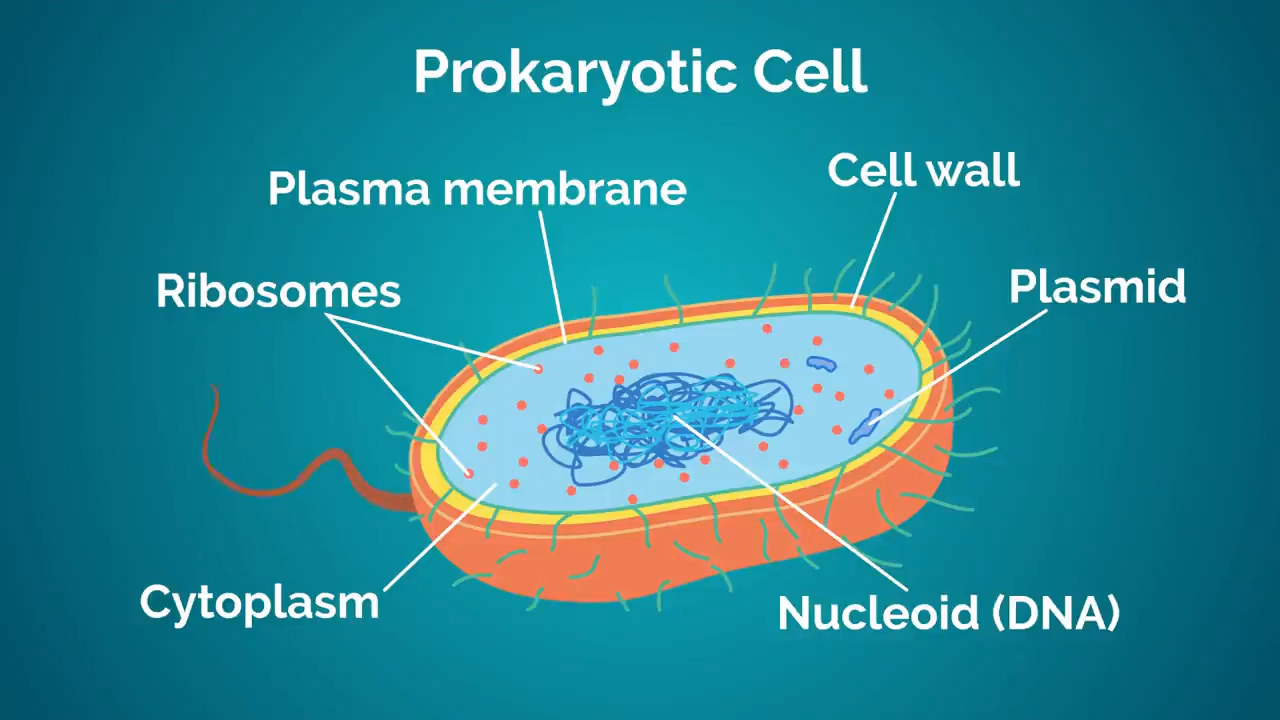 Prokaryotic Cell
Plasma membrane
Cell wall
Ribosomes
Plasmid
Cytoplasm
Nucleoid (DNA)